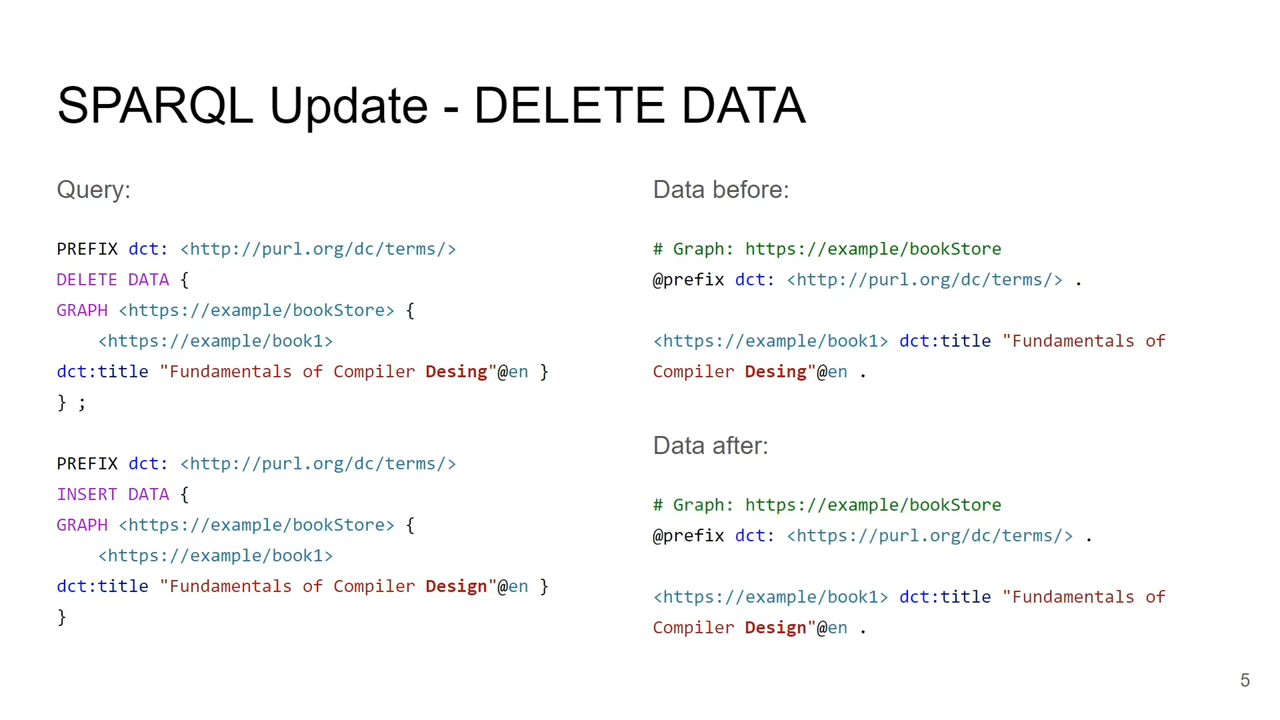 SPARQL Update - DELETE DATA
Query:
PREFIX dct: <http://purl.org/dc/terms/>
DELETE DATA {
GRAPH <https://example/bookStore> {
<https://example/book1>
dct:title "Fundamentals of Compiler Desing"@en }
} ;
PREFIX dct: <http://purl.org/dc/terms/>
INSERT DATA {
GRAPH <https://example/bookStore> {
<https://example/book1>
dct:title "Fundamentals of Compiler Design"@en }
}
Data before:
# Graph: https://example/bookStore
@prefix dct: <http://purl.org/dc/terms/> .
<https://example/book1> dct:title "Fundamentals of
Compiler Desing"@en .
Data after:
# Graph: https://example/bookStore
@prefix dct: <https://purl.org/dc/terms/> .
<https://example/book1> dct:title "Fundamentals of
Compiler Design"@en .
5